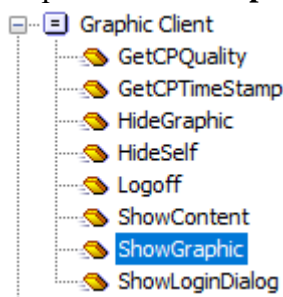 Graphic Client
GetCPQuality
GetCPTimeStamp
HideGraphic
HideSelf
Logoff
ShowContent
ShowGraphic
ShowLoginDialog